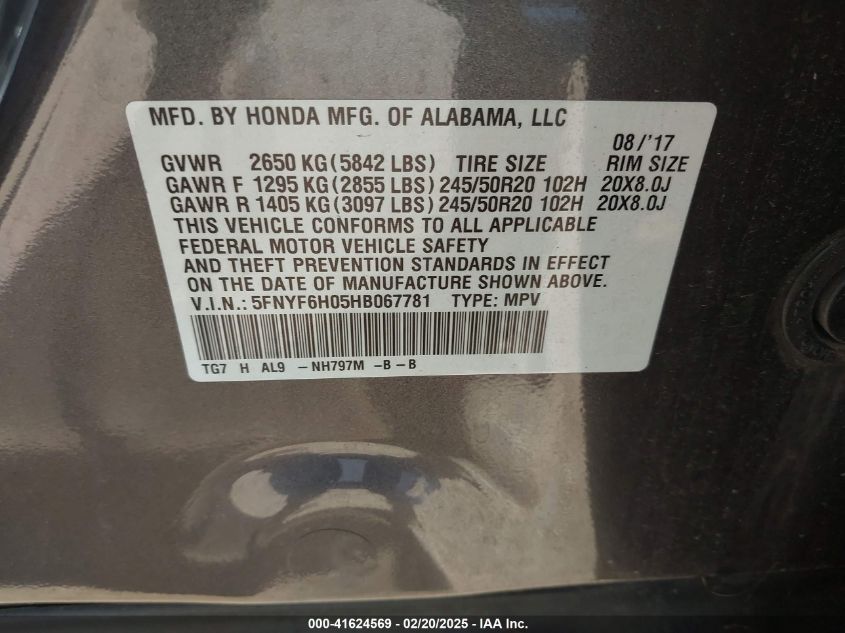 MFD. BY HONDA MFG. OF ALABAMA, LLC
08/'17
GVWR 2650 KG(5842 LBS) TIRE SIZE RIM SIZE
GAWR F 1295 KG(2855 LBS)245/50R20 102H 20X8.0J
GAWR R 1405 KG(3097 LBS)245/50R20 102H 20X8.0J
THIS VEHICLE CONFORMS TO ALL APPLICABLE
FEDERAL MOTOR VEHICLE SAFETY
AND THEFT PREVENTION STANDARDS IN EFFECT
ON THE DATE OF MANUFACTURE SHOWN ABOVE.
V.I.N.: 5FNYF6H05HB067781 TYPE: MPV
TG7 H AL9 -NH797M -B-B
000-41624569 / 02/20/2025 - IAA Inc.